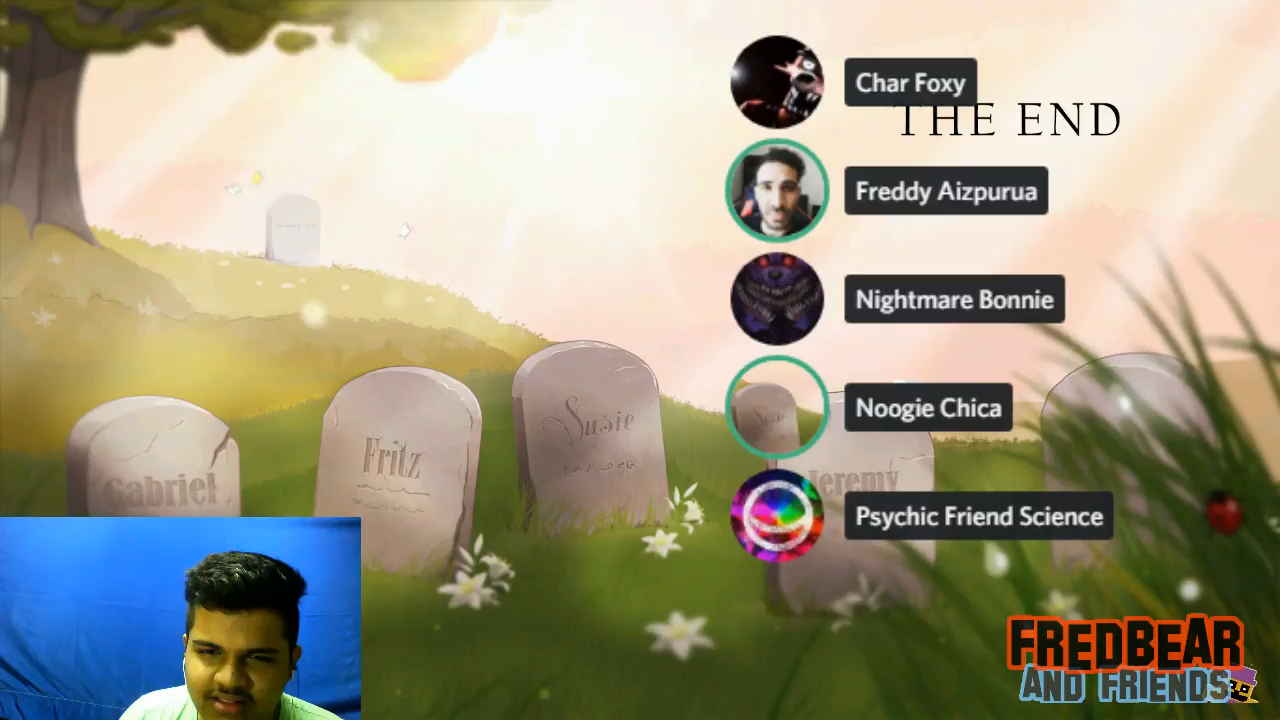 Char Foxy
THE END
Freddy Aizpurua
Nightmare Bonnie
Noogie Chica
Psychic Friend Science
Gabriel
Fritz
Susie
Jeremy
FREDBEAR
AND FRIENDS